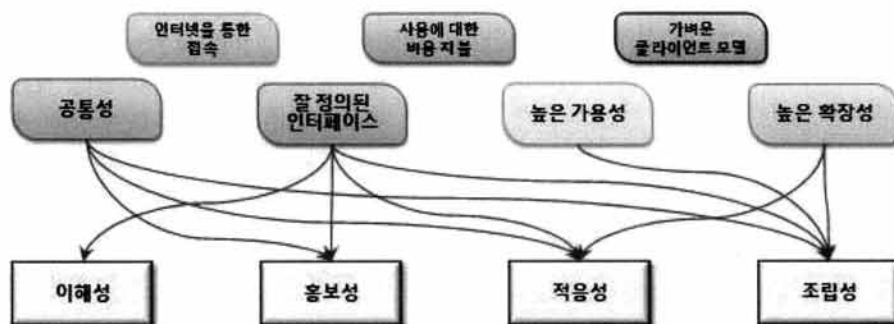 인터넷을 통한
접속
사용에 대한
비용 지불
가벼운
클라이언트 모델
공통성
잘 정의된
인터페이스
높은 가용성
높은 확장성
이해성
홍보성
적응성
조립성